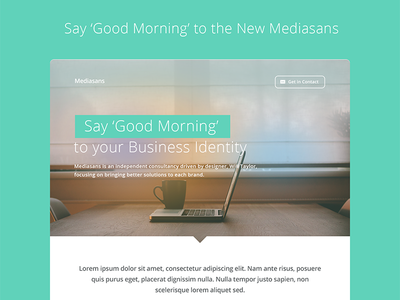 Say ‘Good Morning’ to the New Mediasans
Mediasans
Get in Contact
Say ‘Good Morning’
to your Business Identity
Mediasans is an independent consultancy driven by designer, Will Taylor,
focusing on bringing better solutions to each brand.
Lorem ipsum dolor sit amet, consectetur adipiscing elit. Nam eu risus posuere,
pulvinar eget, placerat dignissim nulla. Nulla tempor justo sapien, non
scelerisque lorem aliquet sed.